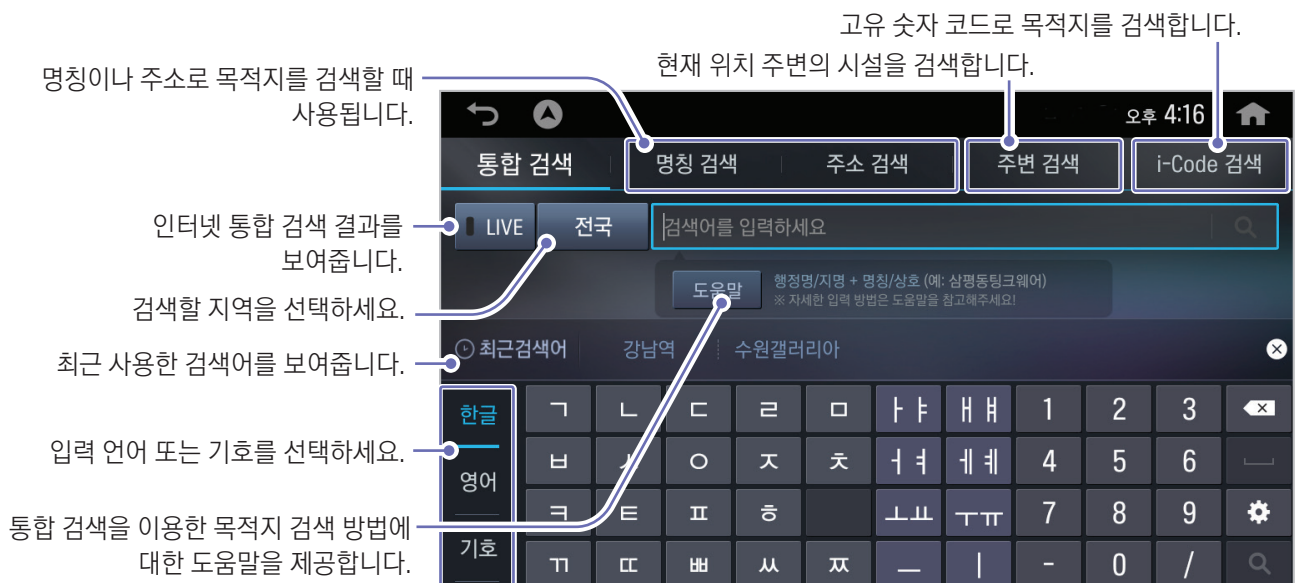 고유 숫자 코드로 목적지를 검색합니다.
현재 위치 주변의 시설을 검색합니다.
명칭이나 주소로 목적지를 검색할 때
사용됩니다.
오후 4:16
통합 검색 명칭 검색 주소 검색 주변 검색 i-Code 검색
인터넷 통합 검색 결과를
보여줍니다.
LIVE 전국 검색어를 입력하세요
도움말 행정명/지명 + 명칭/상호 (예: 삼평동팅크웨어)
※ 자세한 입력 방법은 도움말을 참고해주세요!
검색할 지역을 선택하세요.
최근 사용한 검색어를 보여줍니다.
최근검색어 강남역 수원갤러리아
한글 ㄱ ㄴ ㄷ ㄹ ㅁ ㅏㅑ ㅐㅒ 1 2 3
입력 언어 또는 기호를 선택하세요.
영어 ㅂ ㅅ ㅇ ㅈ ㅊ ㅓㅕ ㅔㅖ 4 5 6
ㅋ ㅌ ㅍ ㅎ ㅗㅛ ㅜㅠ 7 8 9
통합 검색을 이용한 목적지 검색 방법에
대한 도움말을 제공합니다.
기호 ㄲ ㄸ ㅃ ㅆ ㅉ ㅡ ㅣ - 0 /